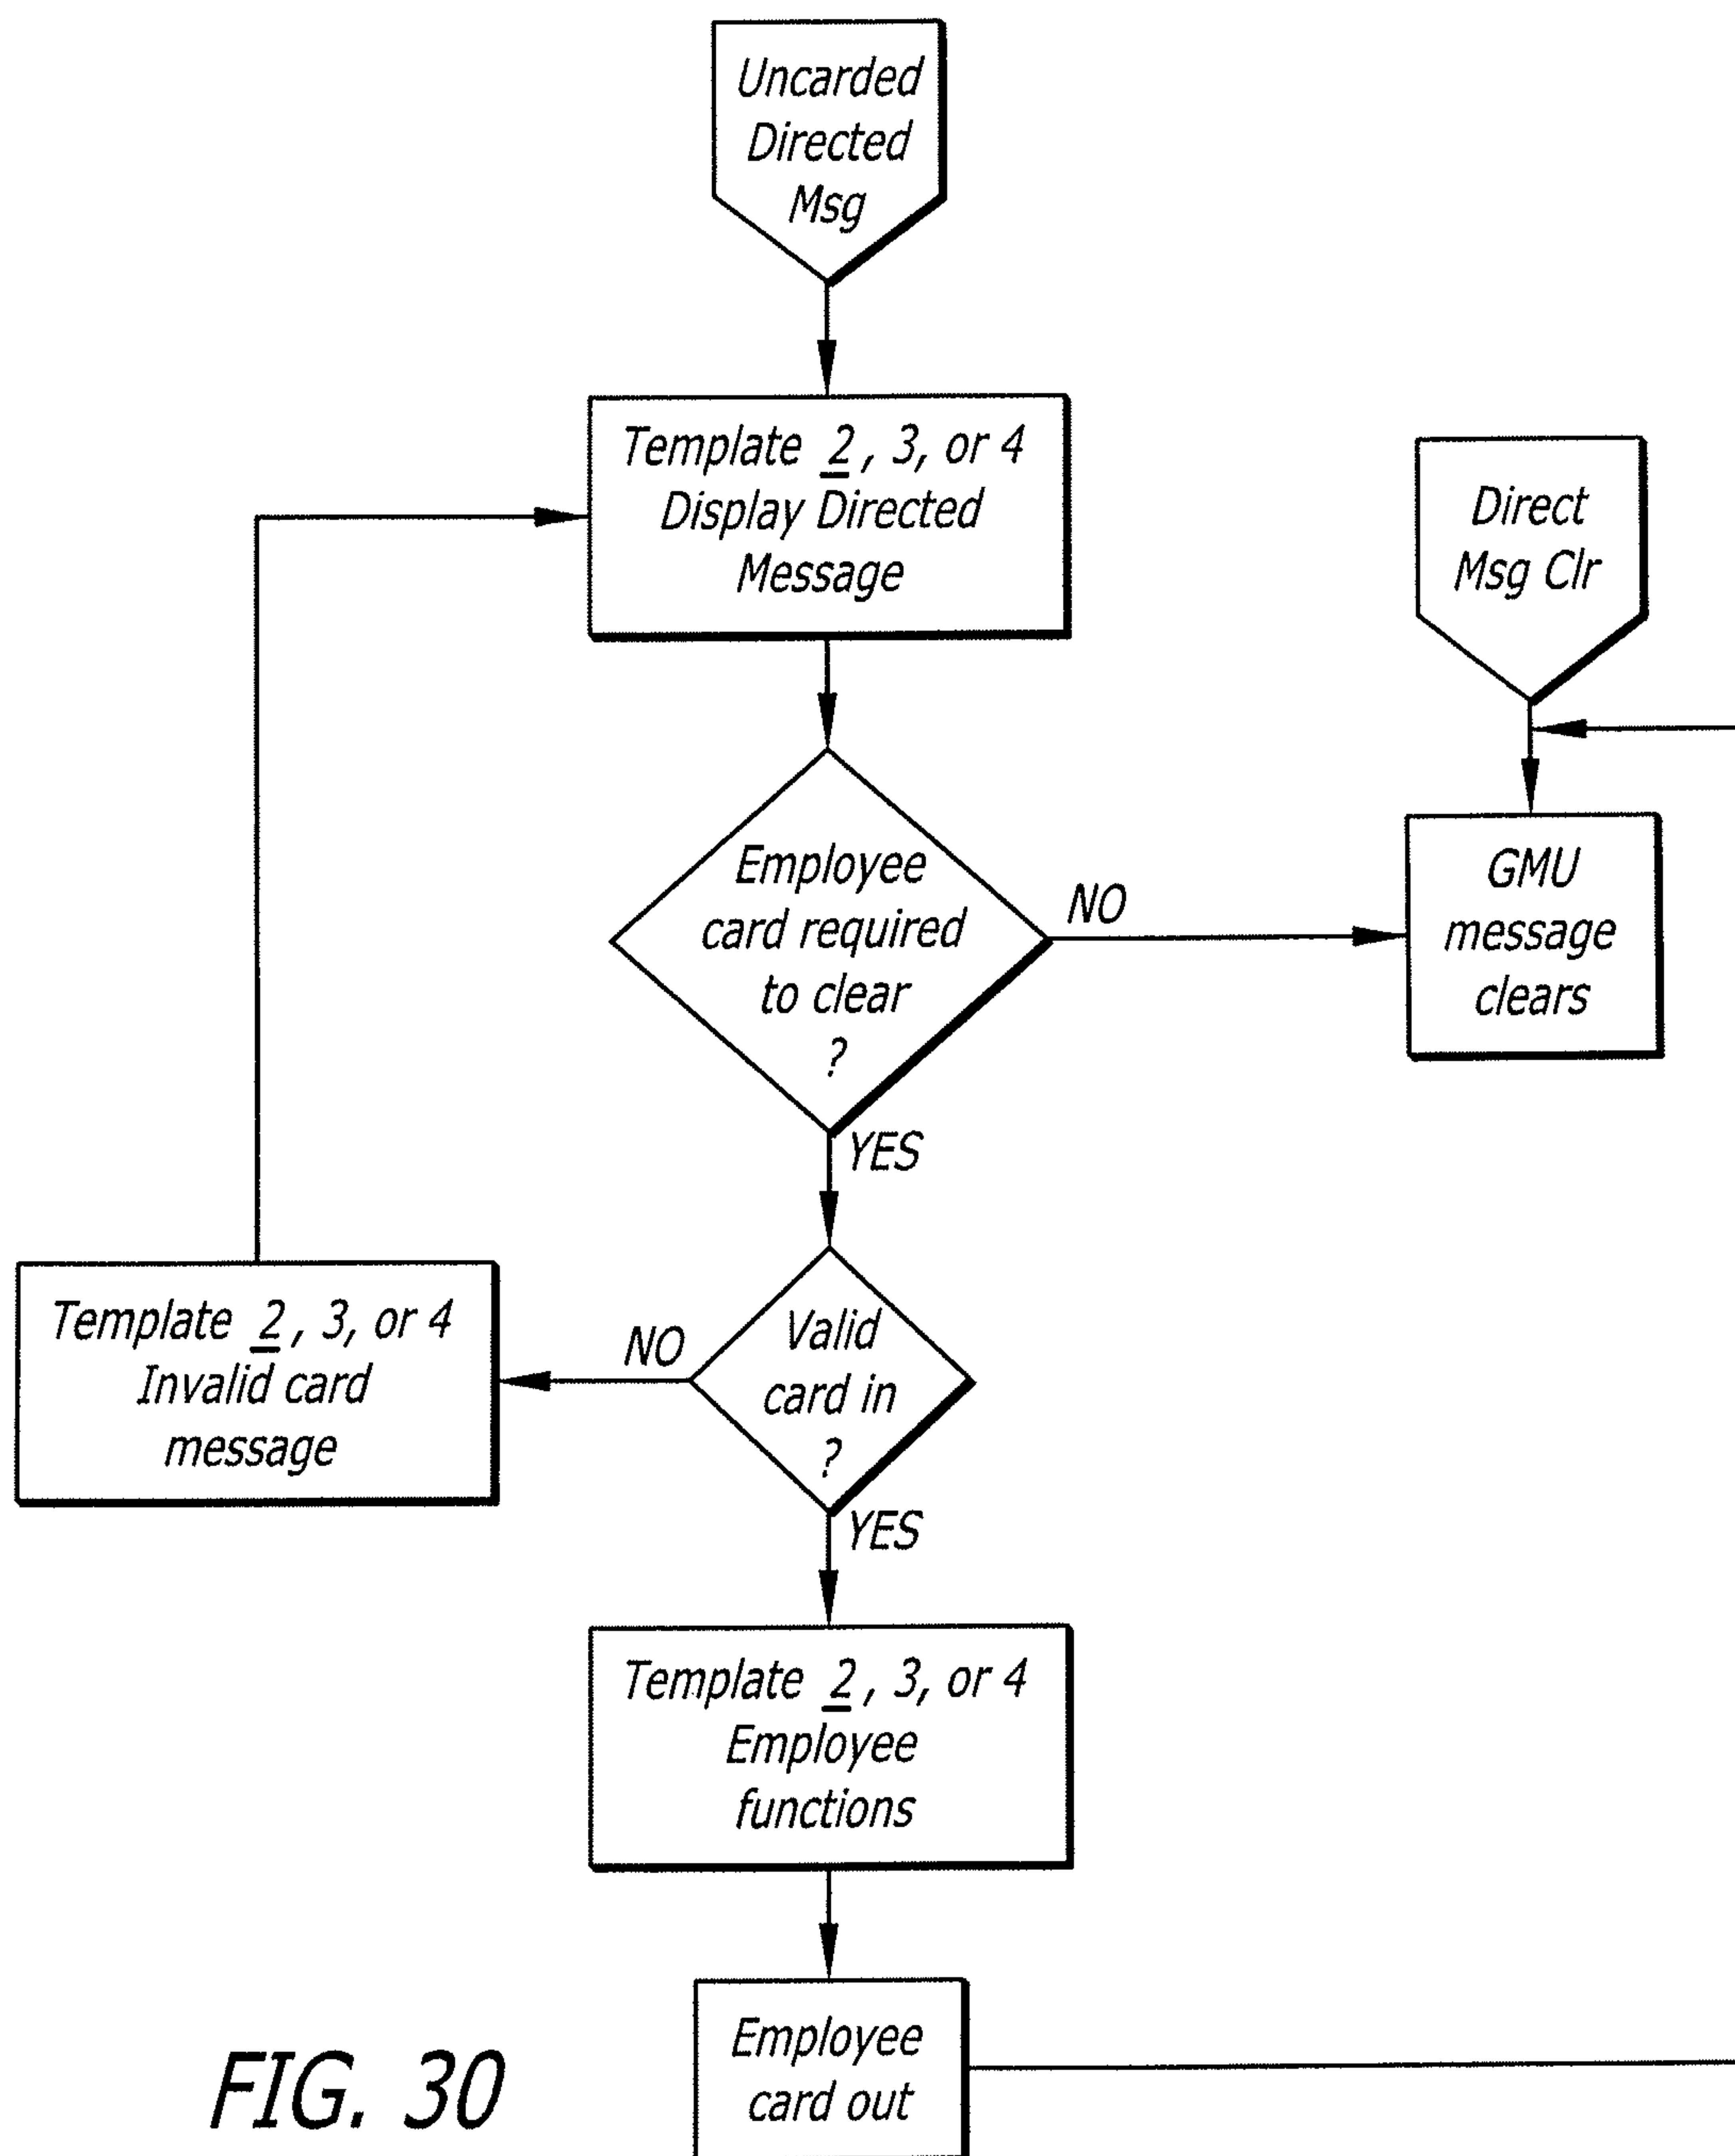 Uncarded
Directed
Msg
Template 2, 3, or 4
Display Directed
Message
Direct
Msg Clr
Employee
card required
to clear
?
NO
GMU
message
clears
YES
Template 2, 3, or 4
Invalid card
message
NO
Valid
card in
?
YES
Template 2, 3, or 4
Employee
functions
Employee
card out
FIG. 30